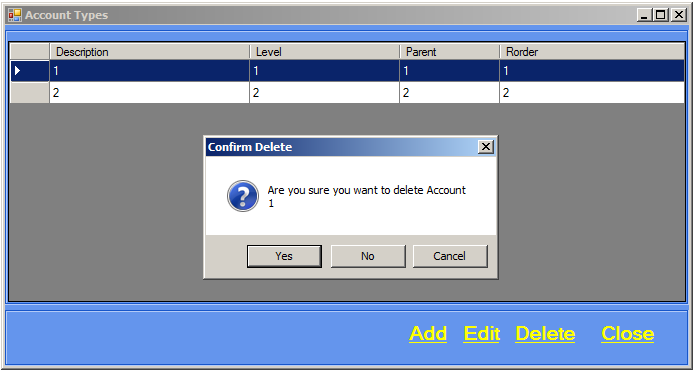 Account Types
Description Level Parent Rorder
1 1 1 1
2 2 2 2
Confirm Delete
Are you sure you want to delete Account
1
Yes No Cancel
Add Edit Delete Close